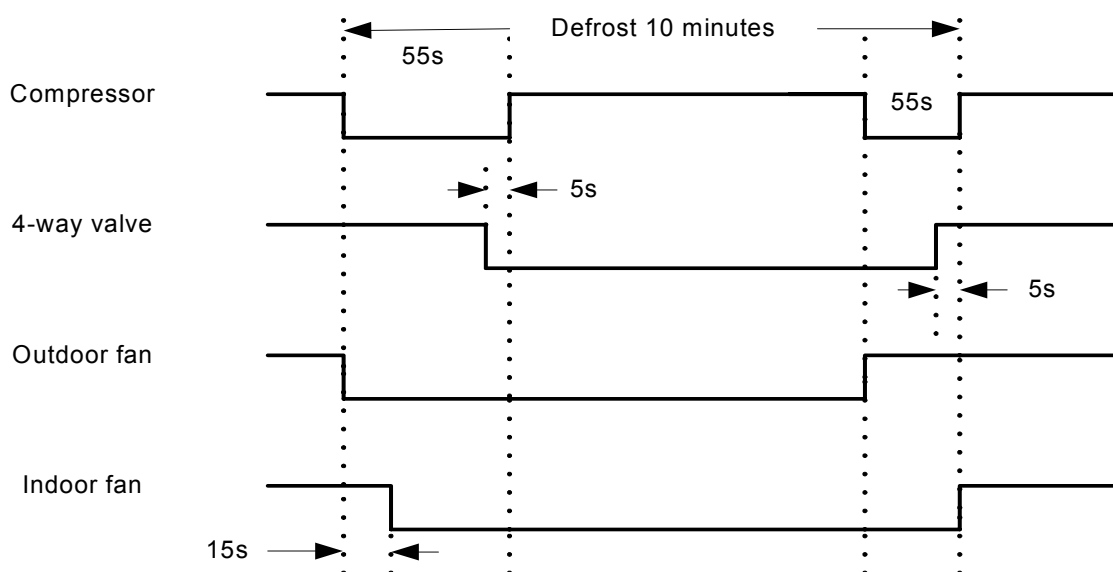 Defrost 10 minutes
55s
Compressor
55s
5s
4-way valve
5s
Outdoor fan
Indoor fan
15s